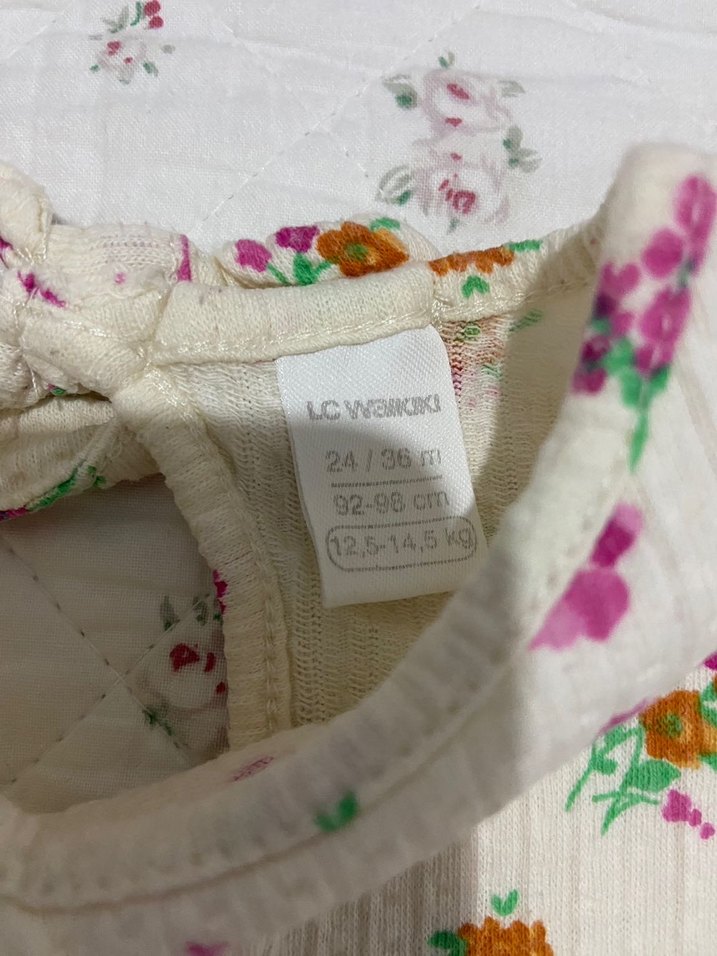 LC Waikiki
24 / 36 m
92-98 cm
12,5-14,5 kg